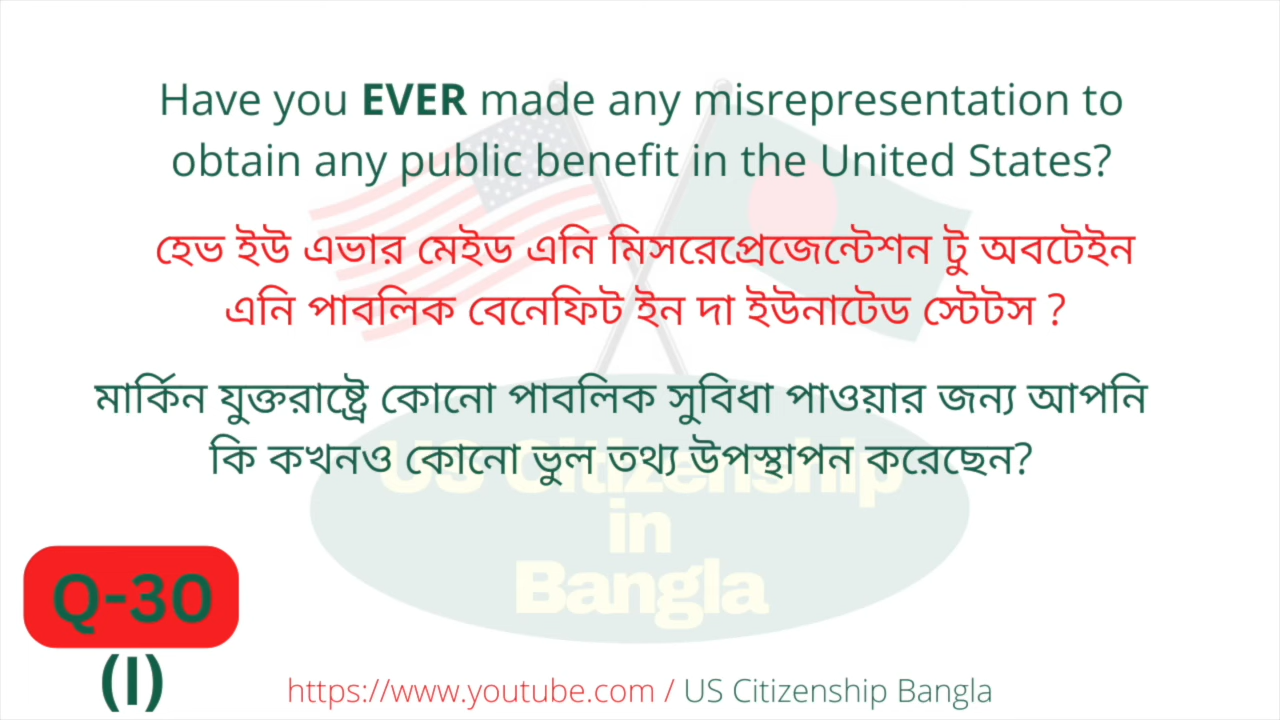 Have you EVER made any misrepresentation to
obtain any public benefit in the United States?
হেভ ইউ এভার মেইড এনি মিসরেপ্রেজেন্টেশন টু অবটেইন
এনি পাবলিক বেনেফিট ইন দা ইউনাটেড স্টেটস ?
মার্কিন যুক্তরাষ্ট্রে কোনো পাবলিক সুবিধা পাওয়ার জন্য আপনি
কি কখনও কোনো ভুল তথ্য উপস্থাপন করেছেন?
US Citizenship
in
Bangla
Q-30
(I)
https://www.youtube.com / US Citizenship Bangla